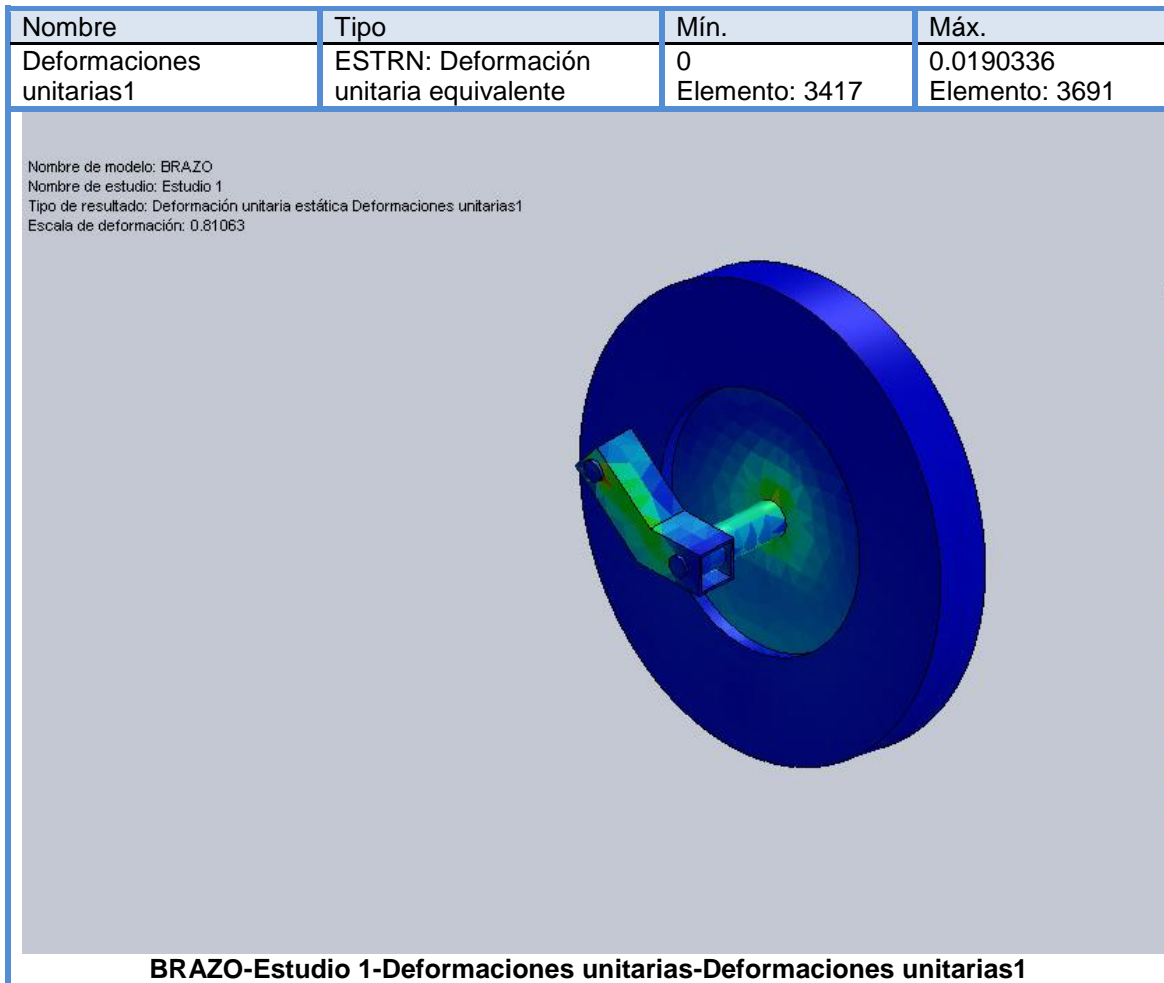 Nombre Tipo Mín. Máx.
Deformaciones unitarias1 ESTRN: Deformación unitaria equivalente 0 Elemento: 3417 0.0190336 Elemento: 3691
Nombre de modelo: BRAZO
Nombre de estudio: Estudio 1
Tipo de resultado: Deformación unitaria estática Deformaciones unitarias1
Escala de deformación: 0.81063
BRAZO-Estudio 1-Deformaciones unitarias-Deformaciones unitarias1